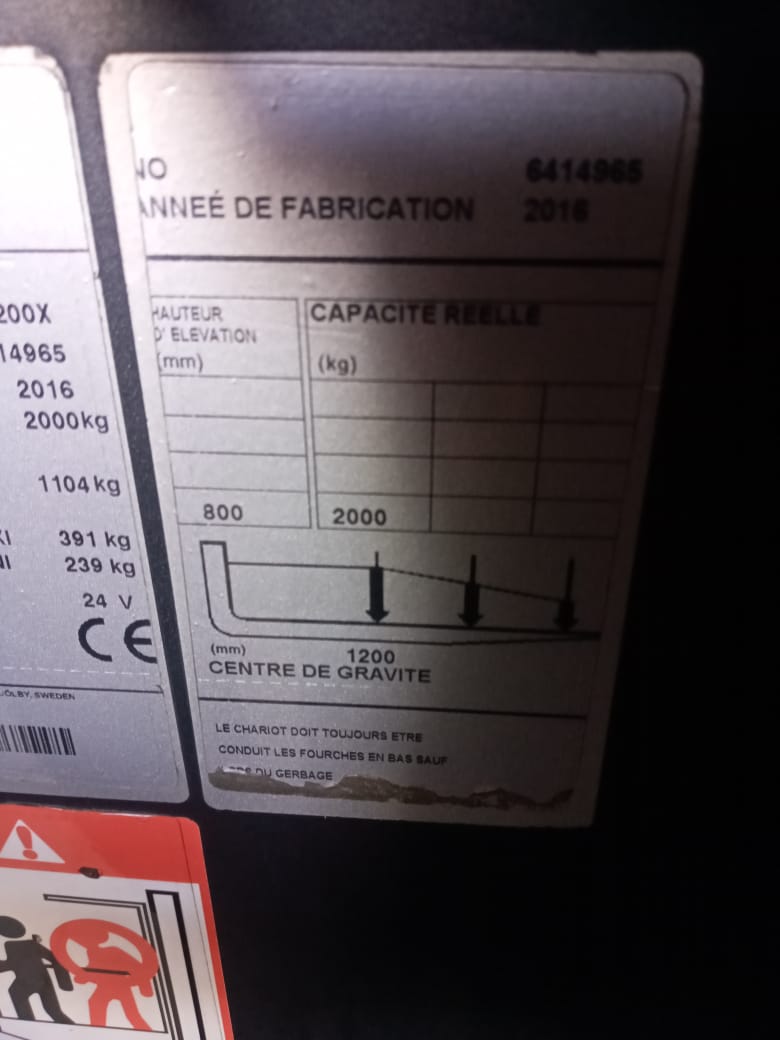 200X
14965
2016
2000kg
1104 kg
391 kg
239 kg
24 V
CE
SWEDEN
NO 6414965
ANNEÉ DE FABRICATION 2016
HAUTEUR
D' ELEVATION
(mm)
CAPACITE REELLE
(kg)
800 2000
(mm) 1200
CENTRE DE GRAVITE
LE CHARIOT DOIT TOUJOURS ETRE
CONDUIT LES FOURCHES EN BAS SAUF
DU GERBAGE